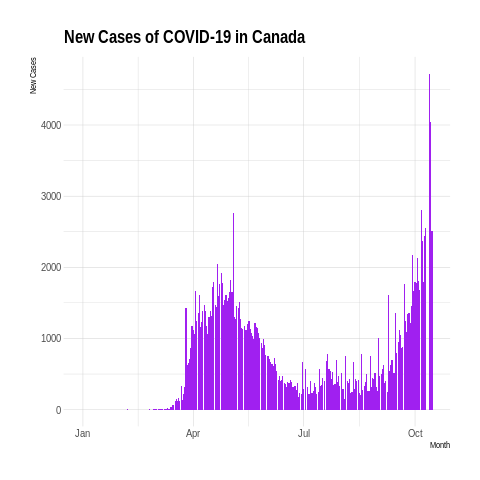 New Cases of COVID-19 in Canada
New Cases
4000
3000
2000
1000
0
Jan Apr Jul Oct
Month